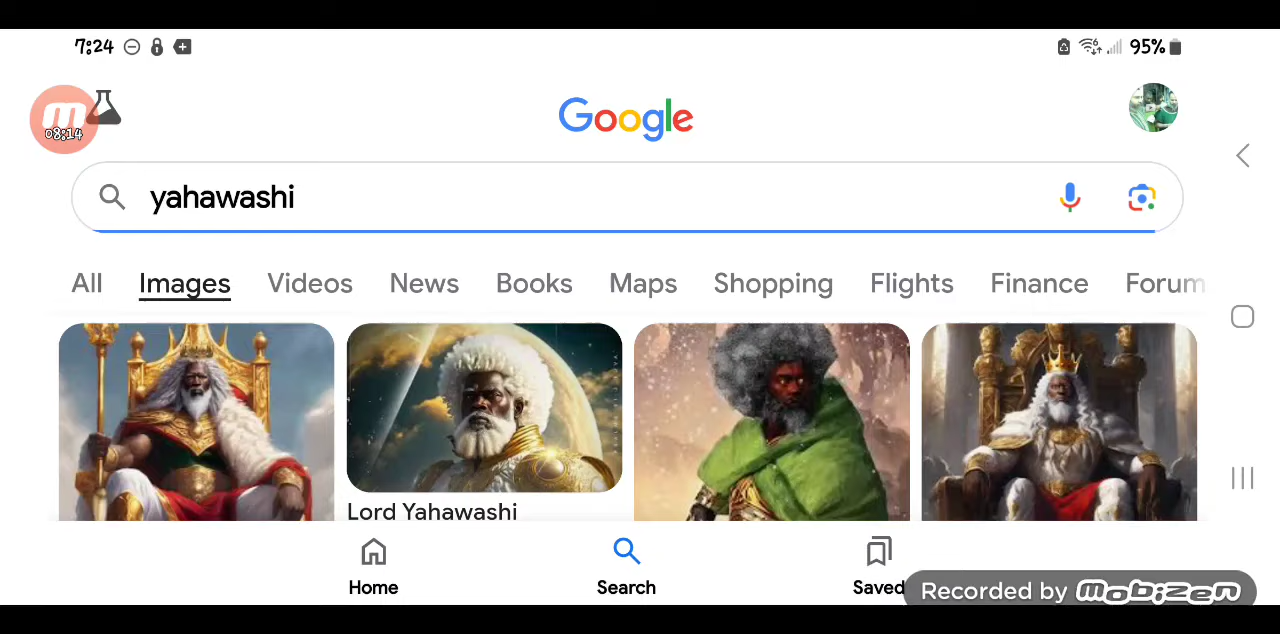 7:24
95%
m
08:14
Google
yahawashi
All Images Videos News Books Maps Shopping Flights Finance Forum
Lord Yahawashi
Home Search Saved
Recorded by mobizen